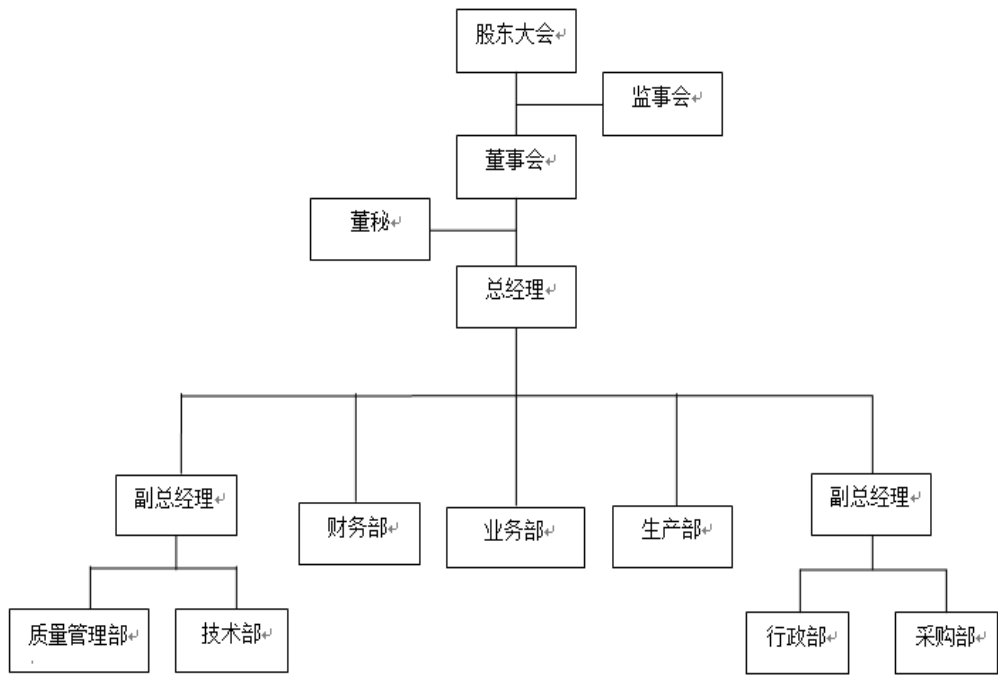 股东大会
监事会
董事会
董秘
总经理
副总经理
财务部
业务部
生产部
副总经理
质量管理部
技术部
行政部
采购部